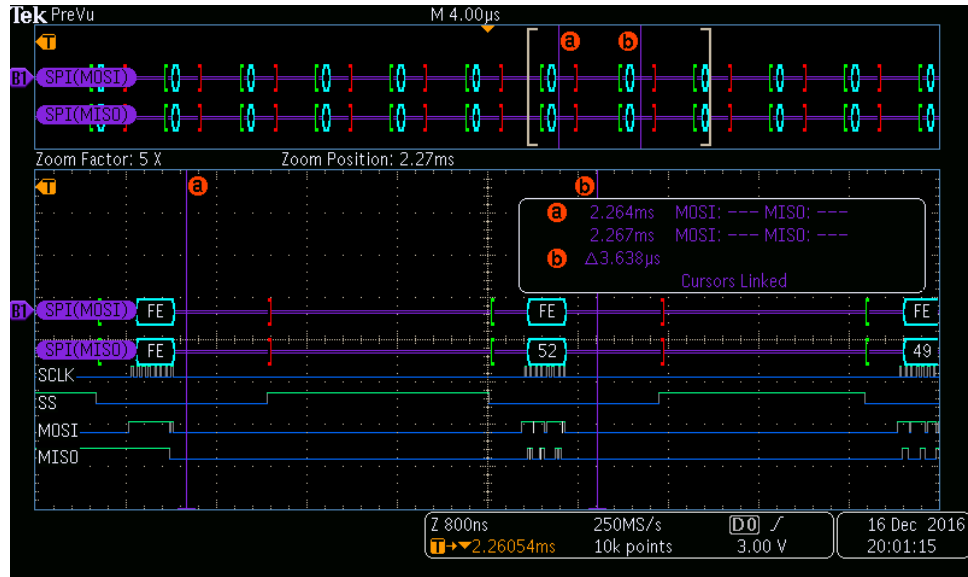 Tek PreVu M 4.00µs
T
a b
B1 SPI(MOSI)
SPI(MISO)
Zoom Factor: 5 X Zoom Position: 2.27ms
T
a b
a 2.264ms MOSI: --- MISO: ---
2.267ms MOSI: --- MISO: ---
b Δ3.638µs
Cursors Linked
B1 SPI(MOSI) FE FE FE
SPI(MISO) FE 52 49
SCLK
SS
MOSI
MISO
Z 800ns 250MS/s D0 16 Dec 2016
T→▼2.26054ms 10k points 3.00 V 20:01:15